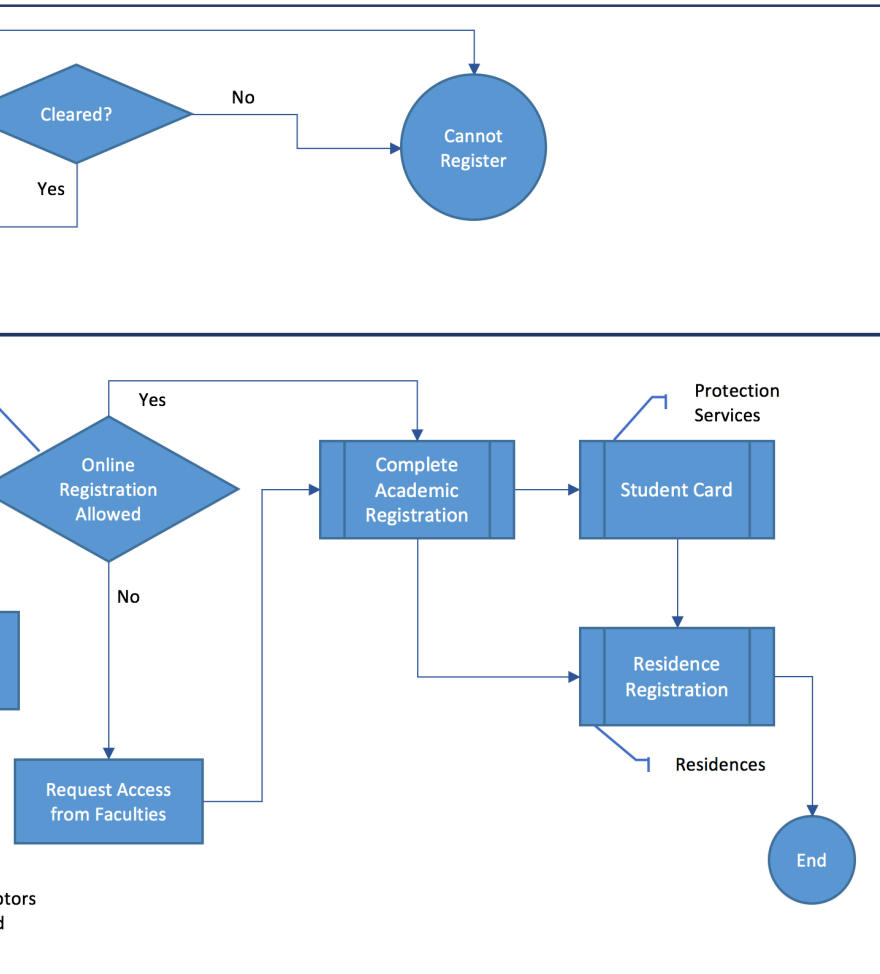 No
Cleared?
Cannot
Register
Yes
Yes
Protection
Services
Online
Registration
Allowed
Complete
Academic
Registration
Student Card
No
Residence
Registration
Residences
Request Access
from Faculties
End